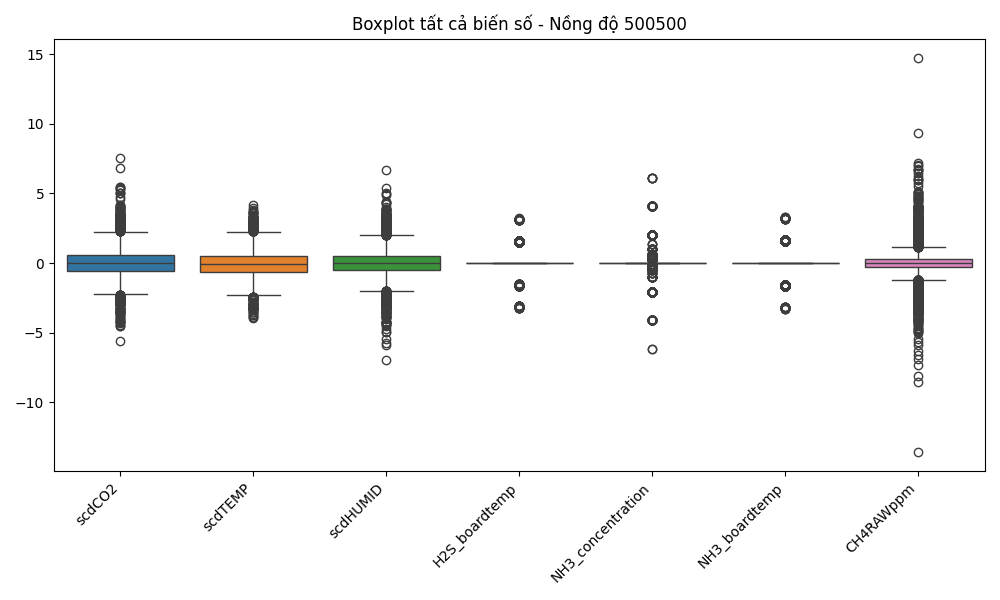 Boxplot tất cả biến số - Nồng độ 500500
15
10
5
0
−5
−10
scdCO2
scdTEMP
scdHUMID
H2S_boardtemp
NH3_concentration
NH3_boardtemp
CH4RAWppm